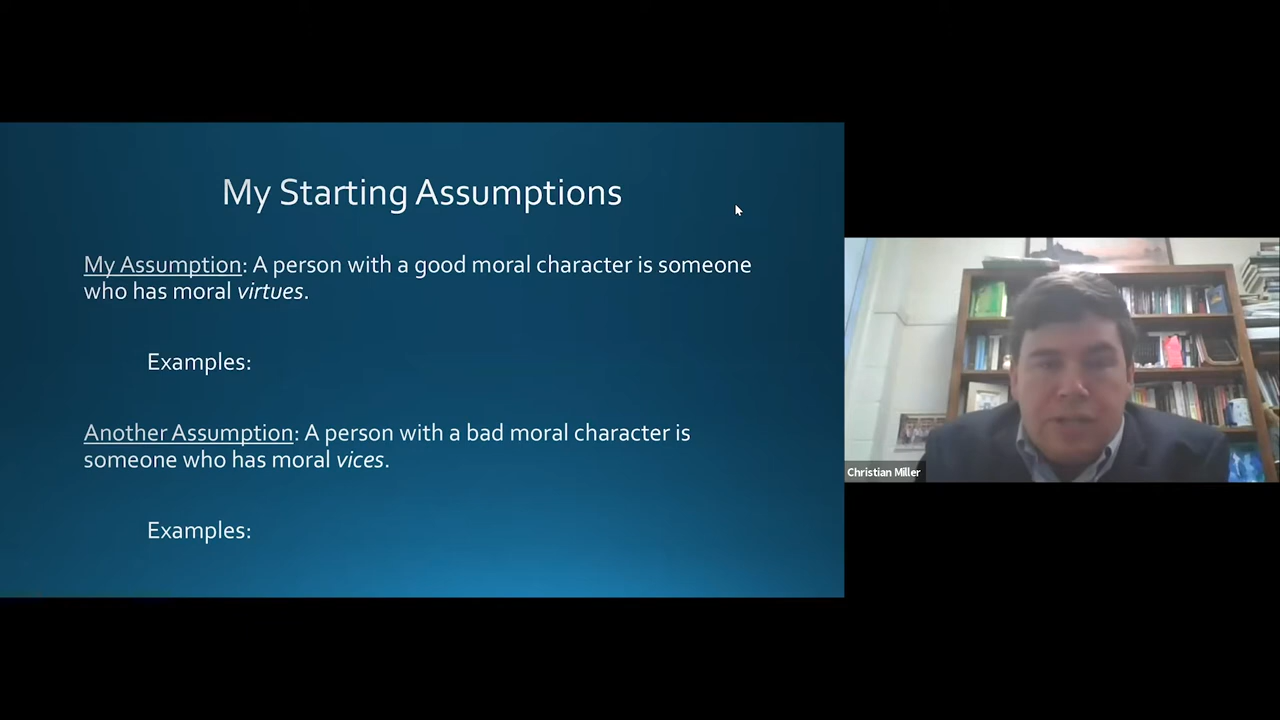 My Starting Assumptions
My Assumption: A person with a good moral character is someone
who has moral virtues.
Examples:
Another Assumption: A person with a bad moral character is
someone who has moral vices.
Examples:
Christian Miller